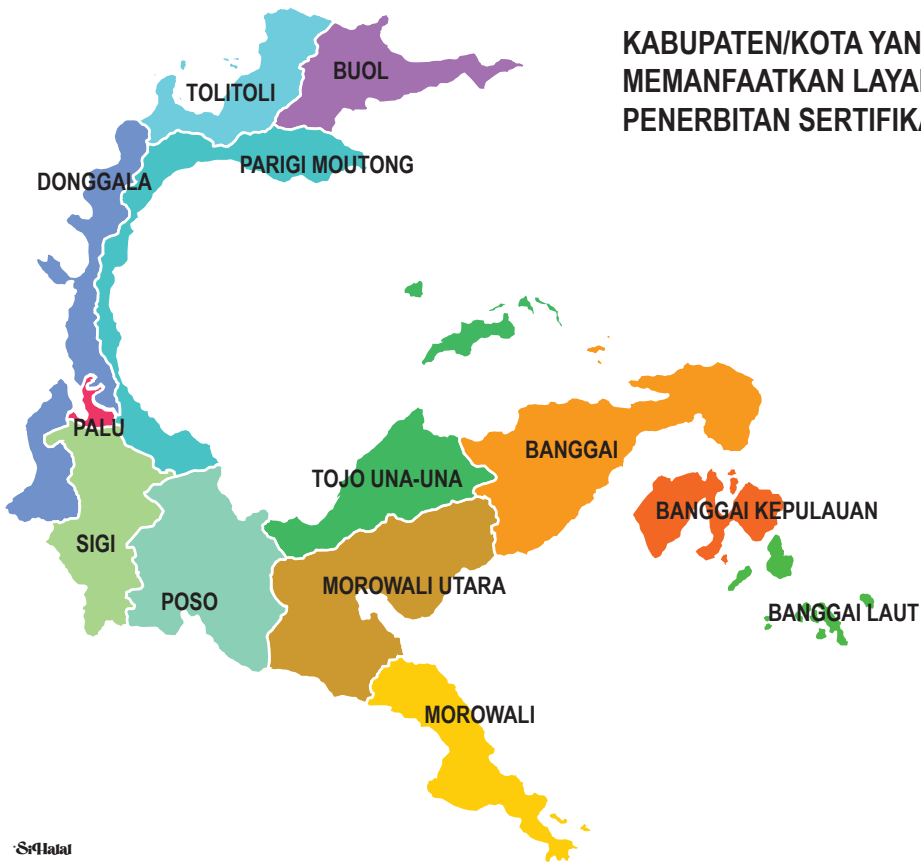 KABUPATEN/KOTA YAN
MEMANFAATKAN LAYA
PENERBITAN SERTIFIKA
BUOL
TOLITOLI
PARIGI MOUTONG
DONGGALA
PALU
BANGGAI
TOJO UNA-UNA
BANGGAI KEPULAUAN
SIGI
MOROWALI UTARA
POSO
BANGGAI LAUT
MOROWALI
SiHalal